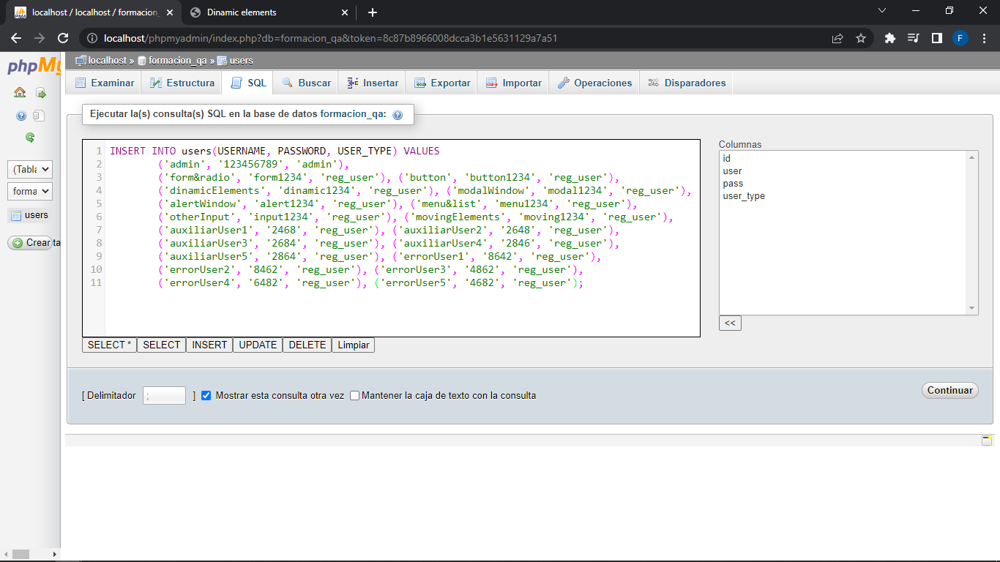 localhost / localhost / formacion_
Dinamic elements
localhost/phpmyadmin/index.php?db=formacion_qa&token=8c87b8966008dcca3b1e5631129a7a51
F
phpMy
localhost » formacion_qa » users
Examinar Estructura SQL Buscar Insertar Exportar Importar Operaciones Disparadores
(Tabla
forma
users
Crear ta
Ejecutar la(s) consulta(s) SQL en la base de datos formacion_qa:
1 INSERT INTO users(USERNAME, PASSWORD, USER_TYPE) VALUES
2 ('admin', '123456789', 'admin'),
3 ('form&radio', 'form1234', 'reg_user'), ('button', 'button1234', 'reg_user'),
4 ('dinamicElements', 'dinamic1234', 'reg_user'), ('modalWindow', 'modal1234', 'reg_user'),
5 ('alertWindow', 'alert1234', 'reg_user'), ('menu&list', 'menu1234', 'reg_user'),
6 ('otherInput', 'input1234', 'reg_user'), ('movingElements', 'moving1234', 'reg_user'),
7 ('auxiliarUser1', '2468', 'reg_user'), ('auxiliarUser2', '2648', 'reg_user'),
8 ('auxiliarUser3', '2684', 'reg_user'), ('auxiliarUser4', '2846', 'reg_user'),
9 ('auxiliarUser5', '2864', 'reg_user'), ('errorUser1', '8642', 'reg_user'),
10 ('errorUser2', '8462', 'reg_user'), ('errorUser3', '4862', 'reg_user'),
11 ('errorUser4', '6482', 'reg_user'), ('errorUser5', '4682', 'reg_user');
Columnas
id
user
pass
user_type
<<
SELECT * SELECT INSERT UPDATE DELETE Limpiar
[ Delimitador ; ] Mostrar esta consulta otra vez Mantener la caja de texto con la consulta
Continuar